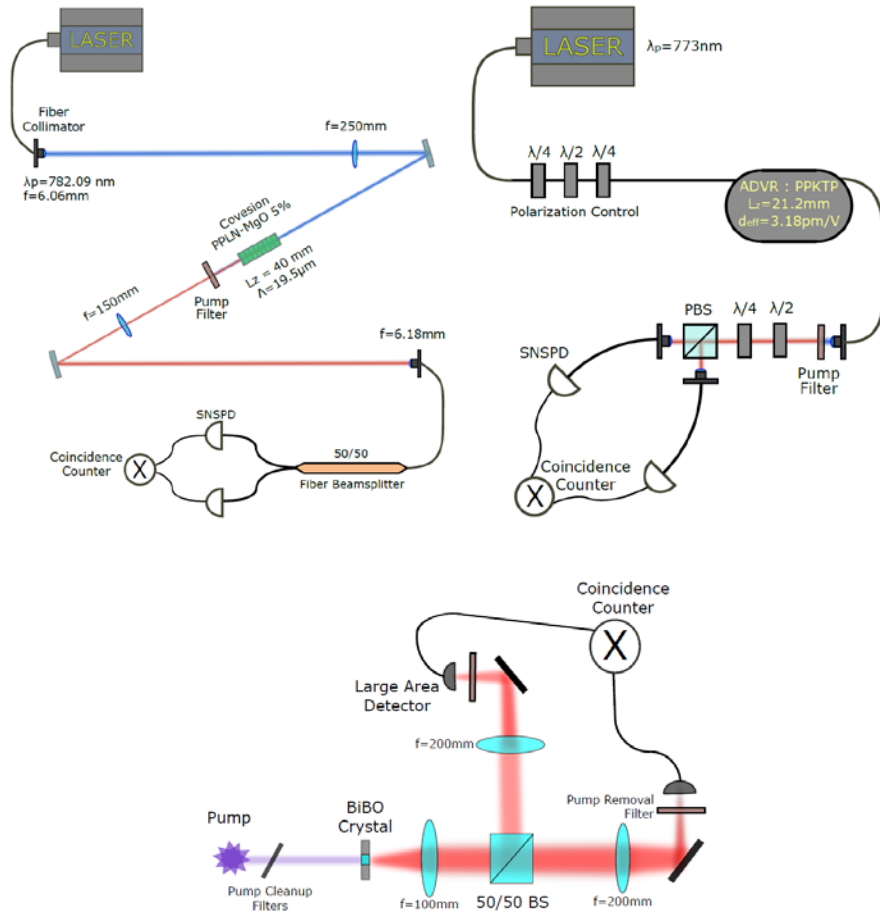 LASER
Fiber
Collimator
λp=782.09 nm
f=6.06mm
f=250mm
Covesion
PPLN-MgO 5%
Lz = 40 mm
Λ=19.5μm
Pump
Filter
f=150mm
f=6.18mm
SNSPD
Coincidence
Counter
X
50/50
Fiber Beamsplitter
LASER
λp=773nm
λ/4
λ/2
λ/4
Polarization Control
ADVR : PPKTP
Lz=21.2mm
deff=3.18pm/V
PBS
λ/4
λ/2
Pump
Filter
SNSPD
Coincidence
Counter
X
Coincidence
Counter
X
Large Area
Detector
f=200mm
Pump Removal
Filter
BiBO
Crystal
Pump
Pump Cleanup
Filters
f=100mm
50/50 BS
f=200mm